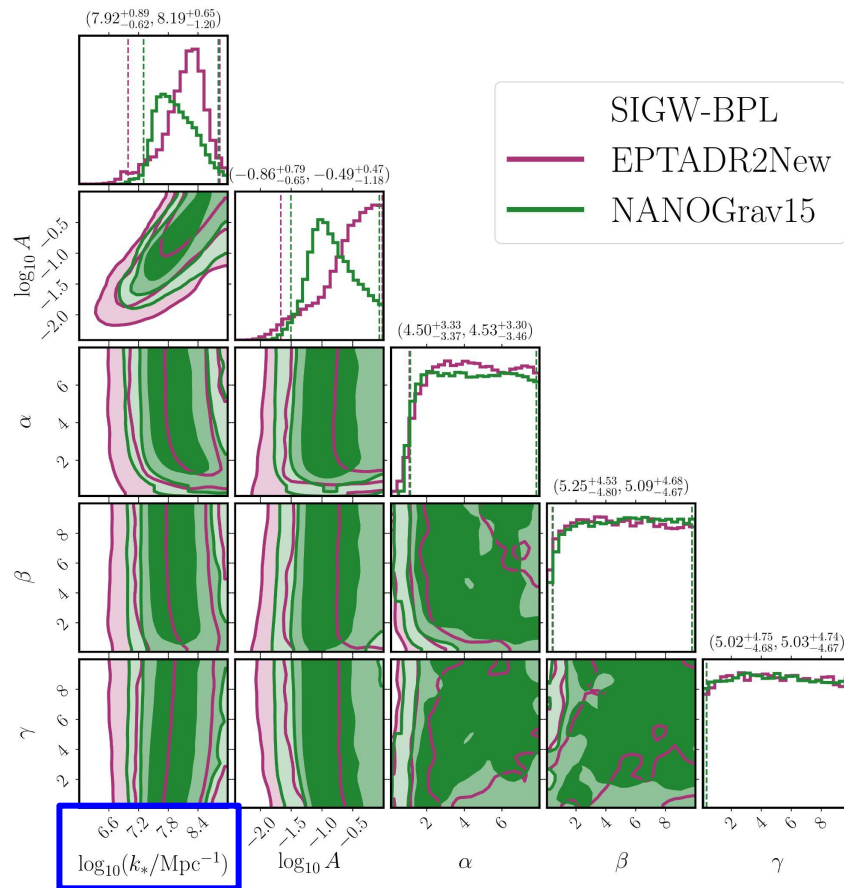 (7.92^{+0.89}_{-0.62}, 8.19^{+0.65}_{-1.20})
SIGW-BPL
EPTADR2New
NANOGrav15
(-0.86^{+0.79}_{-0.65}, -0.49^{+0.47}_{-1.18})
log₁₀ A
-0.5
-1.0
-1.5
-2.0
(4.50^{+3.33}_{-3.37}, 4.53^{+3.30}_{-3.46})
α
6
4
2
(5.25^{+4.53}_{-4.80}, 5.09^{+4.68}_{-4.67})
β
8
6
4
2
(5.02^{+4.75}_{-4.68}, 5.03^{+4.74}_{-4.67})
γ
8
6
4
2
6.6 7.2 7.8 8.4
-2.0 -1.5 -1.0 -0.5
2 4 6
2 4 6 8
2 4 6 8
log₁₀(k_*/Mpc⁻¹)
log₁₀ A
α
β
γ